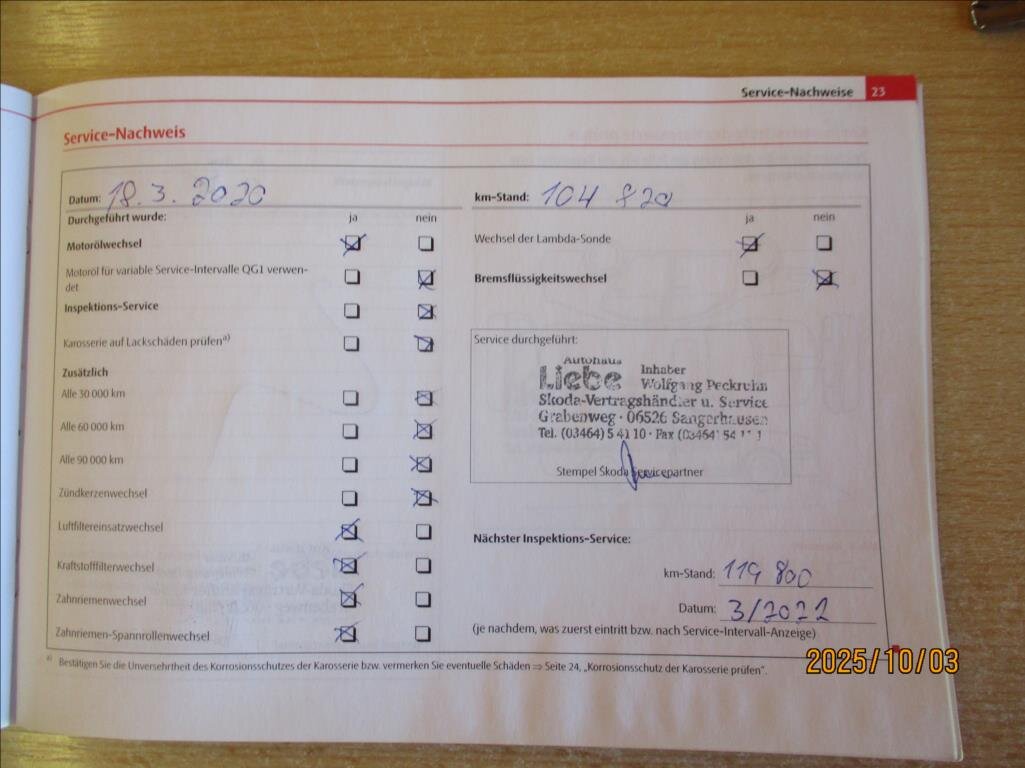 Service-Nachweise 23
Service-Nachweis
Datum: 18.3.2020
km-Stand: 104 820
Durchgeführt wurde: ja nein
ja nein
Motorölwechsel
Wechsel der Lambda-Sonde
Motoröl für variable Service-Intervalle QG1 verwen-
det
Bremsflüssigkeitswechsel
Inspektions-Service
Karosserie auf Lackschäden prüfen a)
Zusätzlich
Alle 30 000 km
Alle 60 000 km
Alle 90 000 km
Zündkerzenwechsel
Luftfiltereinsatzwechsel
Kraftstofffilterwechsel
Zahnriemenwechsel
Zahnriemen-Spannrollenwechsel
Service durchgeführt:
Autohaus
Liebe Inhaber
Wolfgang
Skoda-Vertragshändler u. Service
Grabenweg · 06526 Sangerhausen
Tel. (03464) 5 41 10 · Fax (03464) 54
Stempel Škoda Servicepartner
Nächster Inspektions-Service:
km-Stand: 119 800
Datum: 3/2022
(je nachdem, was zuerst eintritt bzw. nach Service-Intervall-Anzeige)
a) Bestätigen Sie die Unversehrtheit des Korrosionsschutzes der Karosserie bzw. vermerken Sie eventuelle Schäden ⇒ Seite 24, „Korrosionsschutz der Karosserie prüfen".
2025/10/03